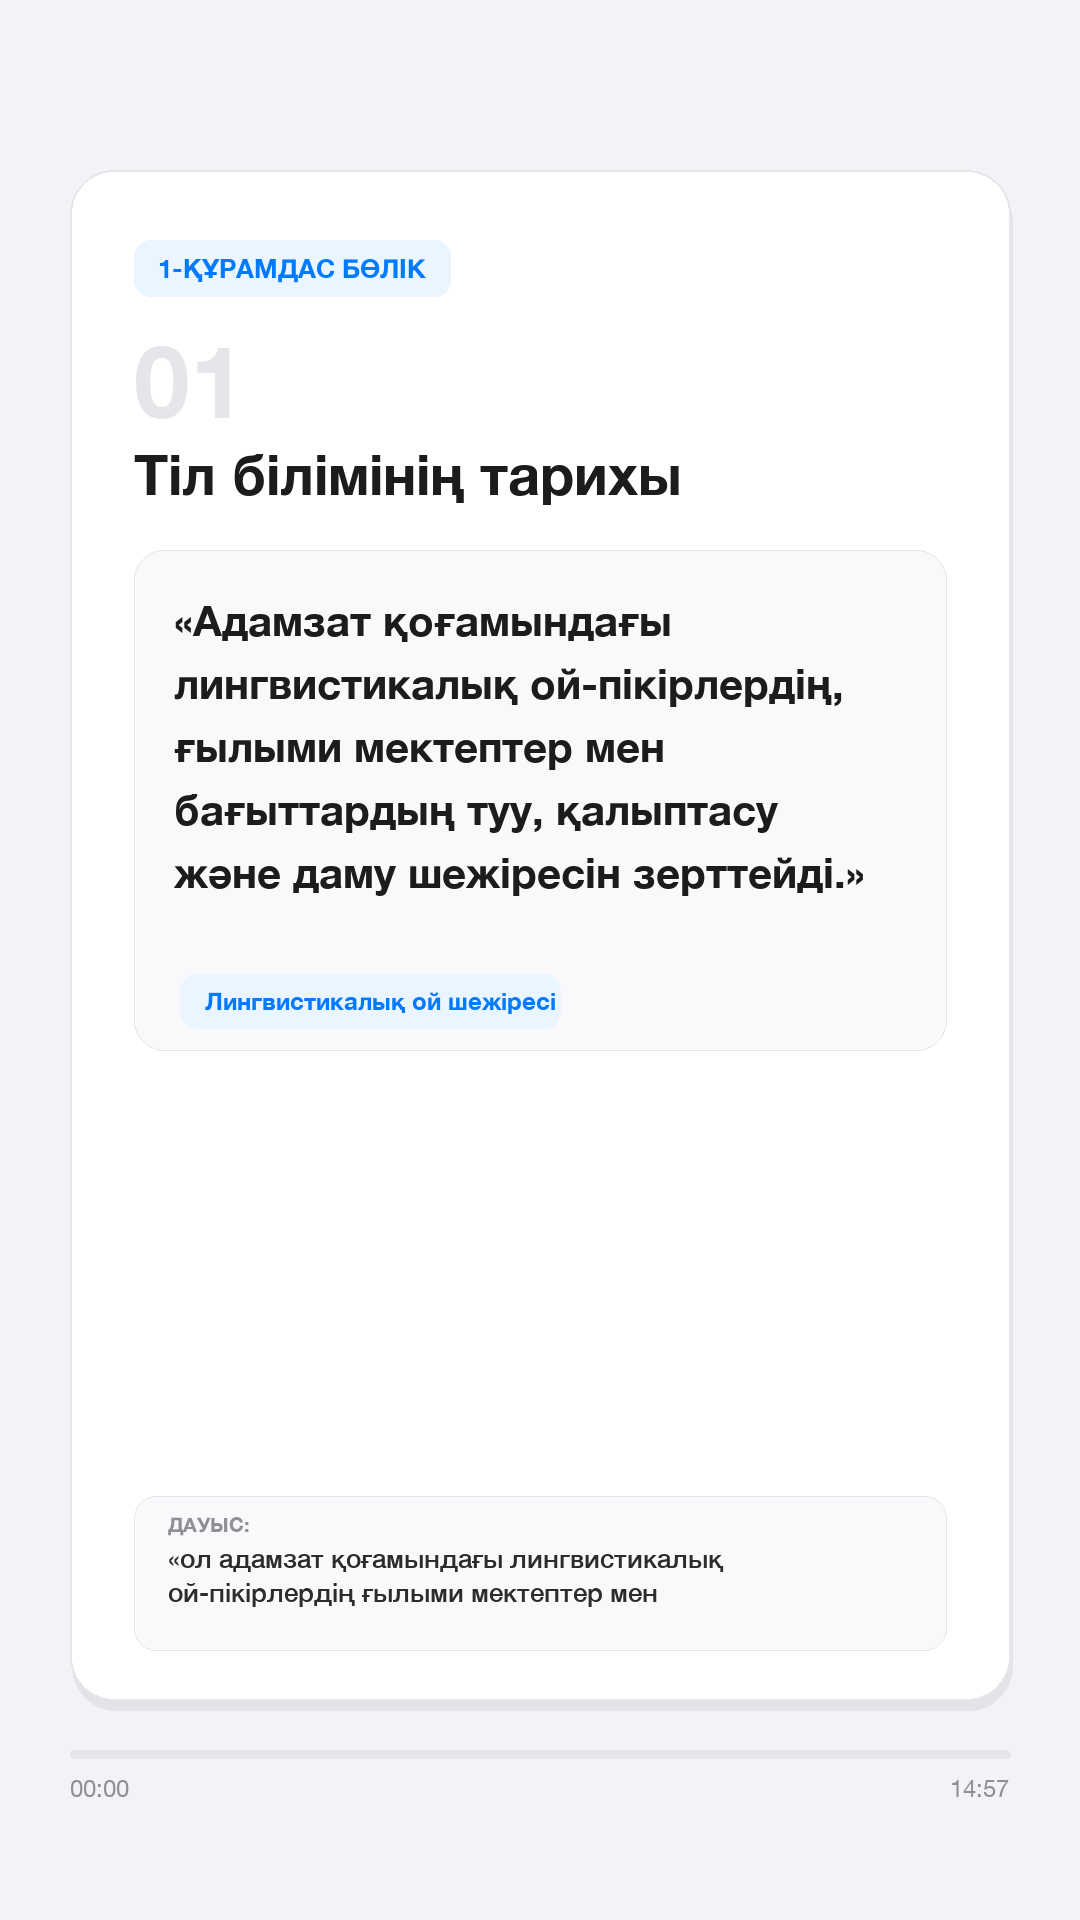 1-ҚҰРАМДАС БӨЛІК
01
Тіл білімінің тарихы
«Адамзат қоғамындағы
лингвистикалық ой-пікірлердің,
ғылыми мектептер мен
бағыттардың туу, қалыптасу
және даму шежіресін зерттейді.»
Лингвистикалық ой шежіресі
ДАУЫС:
«ол адамзат қоғамындағы лингвистикалық
ой-пікірлердің ғылыми мектептер мен
00:00
14:57